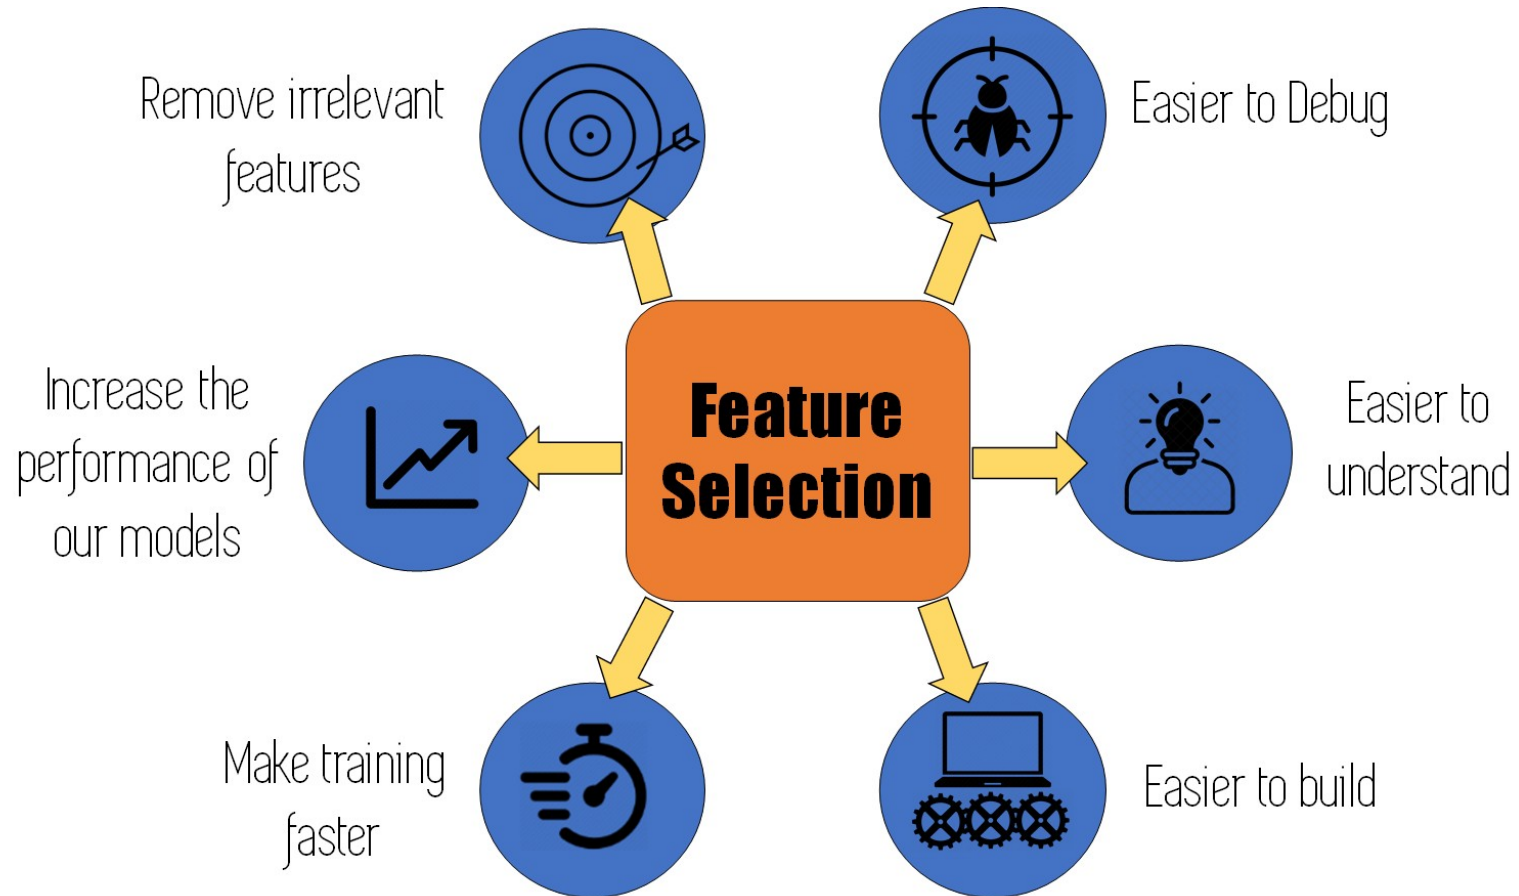 Remove irrelevant
features
Easier to Debug
Increase the
performance of
our models
Feature
Selection
Easier to
understand
Make training
faster
Easier to build